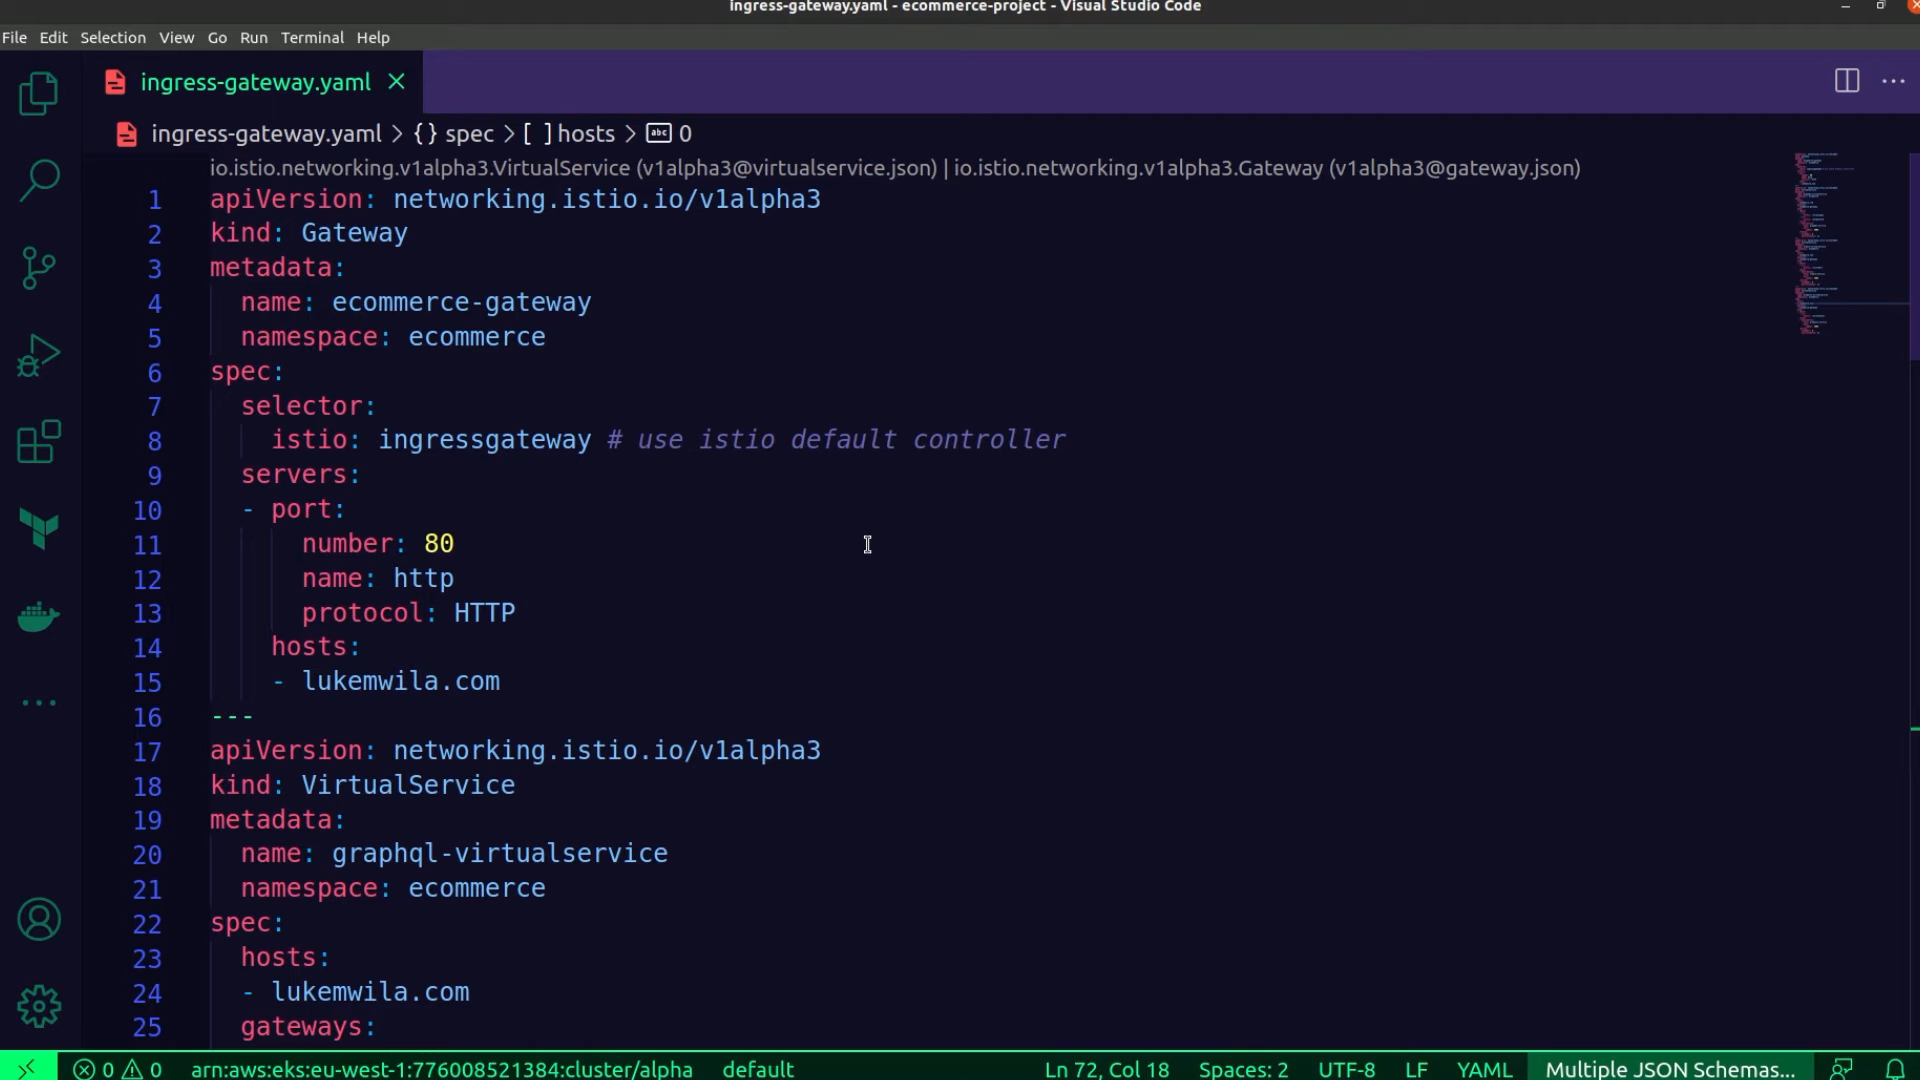 ingress-gateway.yaml - ecommerce-project - Visual Studio Code
File Edit Selection View Go Run Terminal Help
ingress-gateway.yaml
ingress-gateway.yaml > {} spec > [ ] hosts > abc 0
io.istio.networking.v1alpha3.VirtualService (v1alpha3@virtualservice.json) | io.istio.networking.v1alpha3.Gateway (v1alpha3@gateway.json)
1 apiVersion: networking.istio.io/v1alpha3
2 kind: Gateway
3 metadata:
4 name: ecommerce-gateway
5 namespace: ecommerce
6 spec:
7 selector:
8 istio: ingressgateway # use istio default controller
9 servers:
10 - port:
11 number: 80
12 name: http
13 protocol: HTTP
14 hosts:
15 - lukemwila.com
16 ---
17 apiVersion: networking.istio.io/v1alpha3
18 kind: VirtualService
19 metadata:
20 name: graphql-virtualservice
21 namespace: ecommerce
22 spec:
23 hosts:
24 - lukemwila.com
25 gateways:
0 0 arn:aws:eks:eu-west-1:776008521384:cluster/alpha default Ln 72, Col 18 Spaces: 2 UTF-8 LF YAML Multiple JSON Schemas...